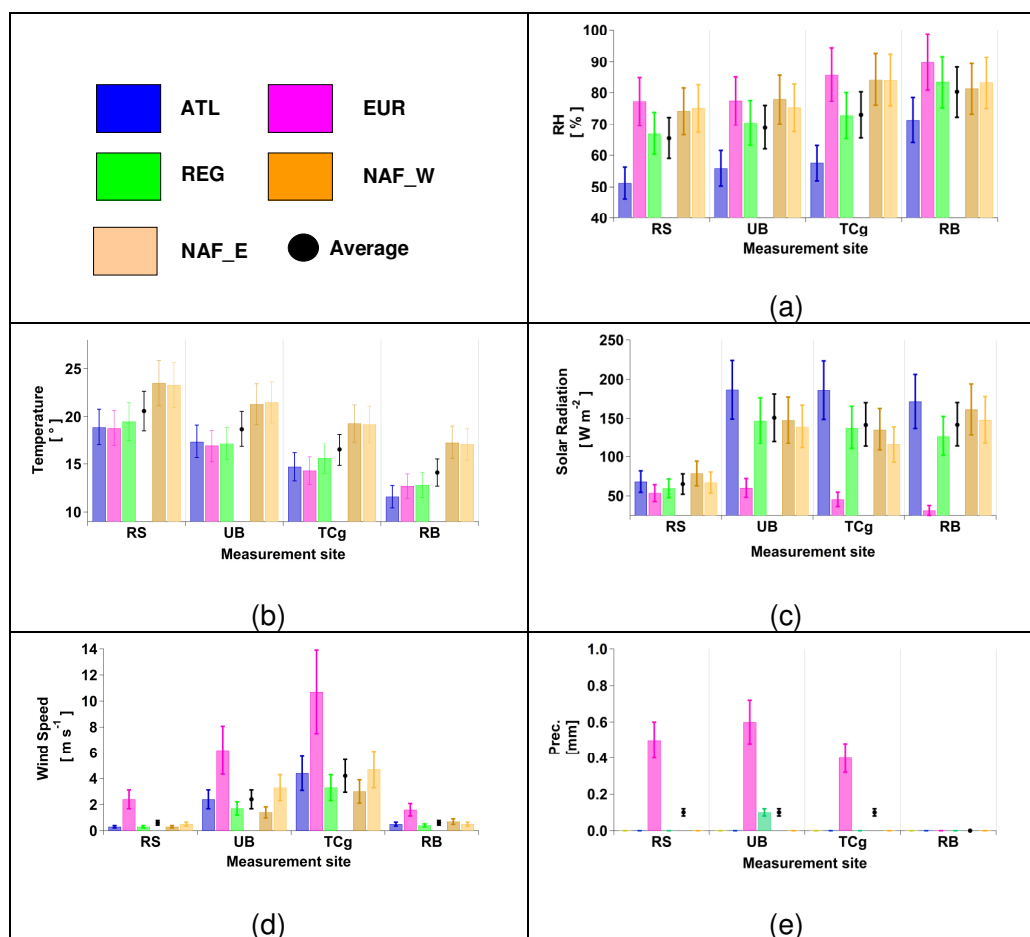 ATL
EUR
REG
NAF_W
NAF_E
Average
100
90
80
70
60
50
40
RH
[ % ]
RS
UB
TCg
RB
Measurement site
(a)
25
20
15
10
Temperature
[ ° ]
RS
UB
TCg
RB
Measurement site
(b)
250
200
150
100
50
Solar Radiation
[ W m-2 ]
RS
UB
TCg
RB
Measurement site
(c)
14
12
10
8
6
4
2
0
Wind Speed
[ m s-1 ]
RS
UB
TCg
RB
Measurement site
(d)
1.0
0.8
0.6
0.4
0.2
0.0
Prec.
[mm]
RS
UB
TCg
RB
Measurement site
(e)